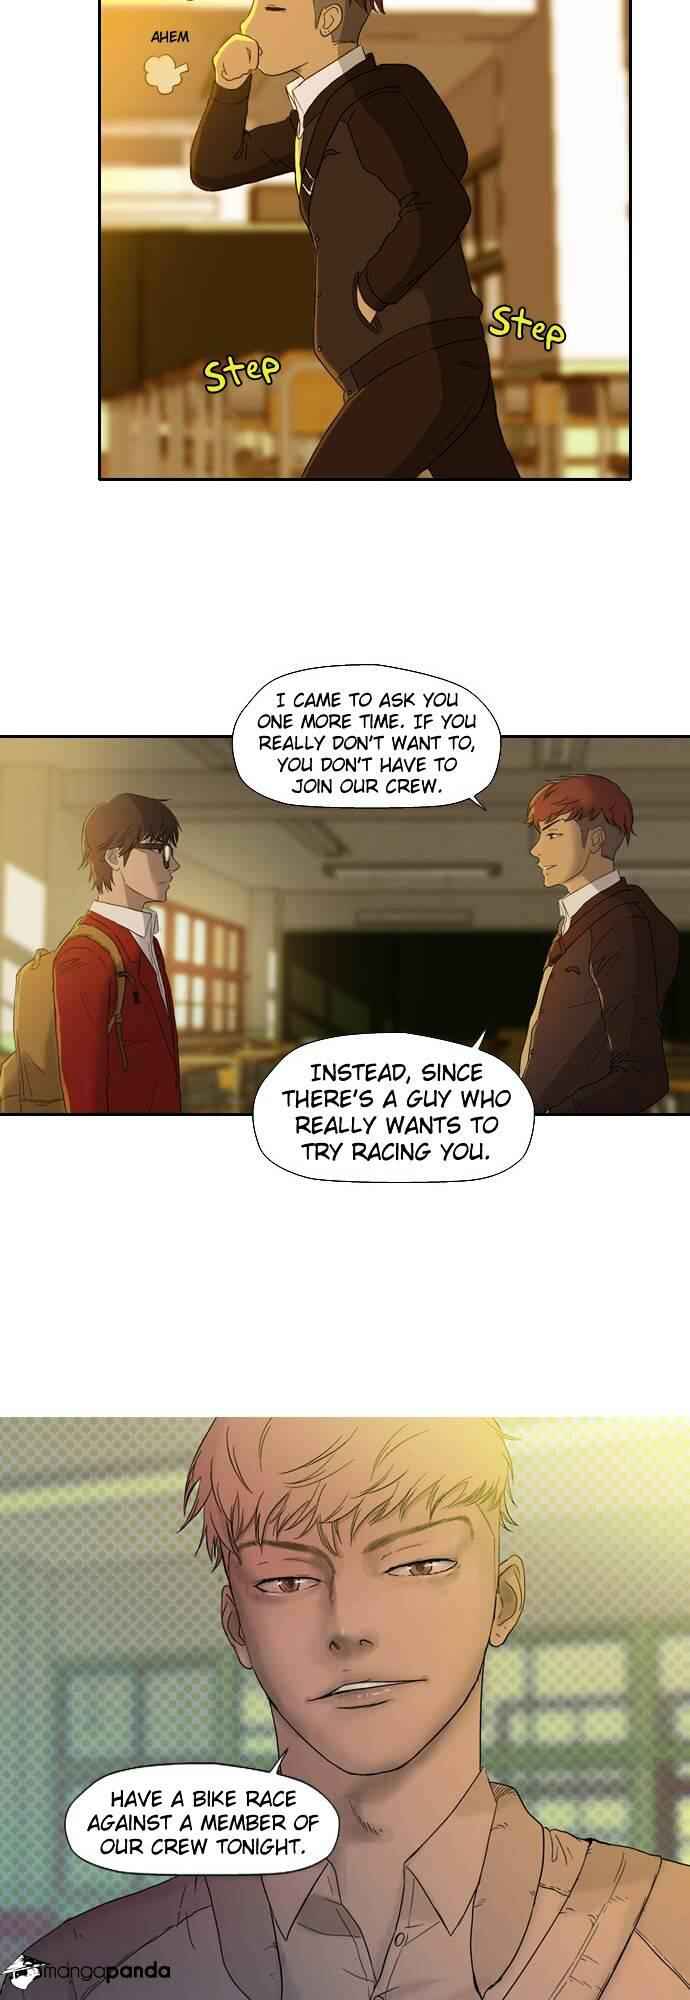 AHEM
STEP
STEP
I CAME TO ASK YOU
ONE MORE TIME. IF YOU
REALLY DON'T WANT TO,
YOU DON'T HAVE TO
JOIN OUR CREW.
INSTEAD, SINCE
THERE'S A GUY WHO
REALLY WANTS TO
TRY RACING YOU.
HAVE A BIKE RACE
AGAINST A MEMBER OF
OUR CREW TONIGHT.
mangapanda